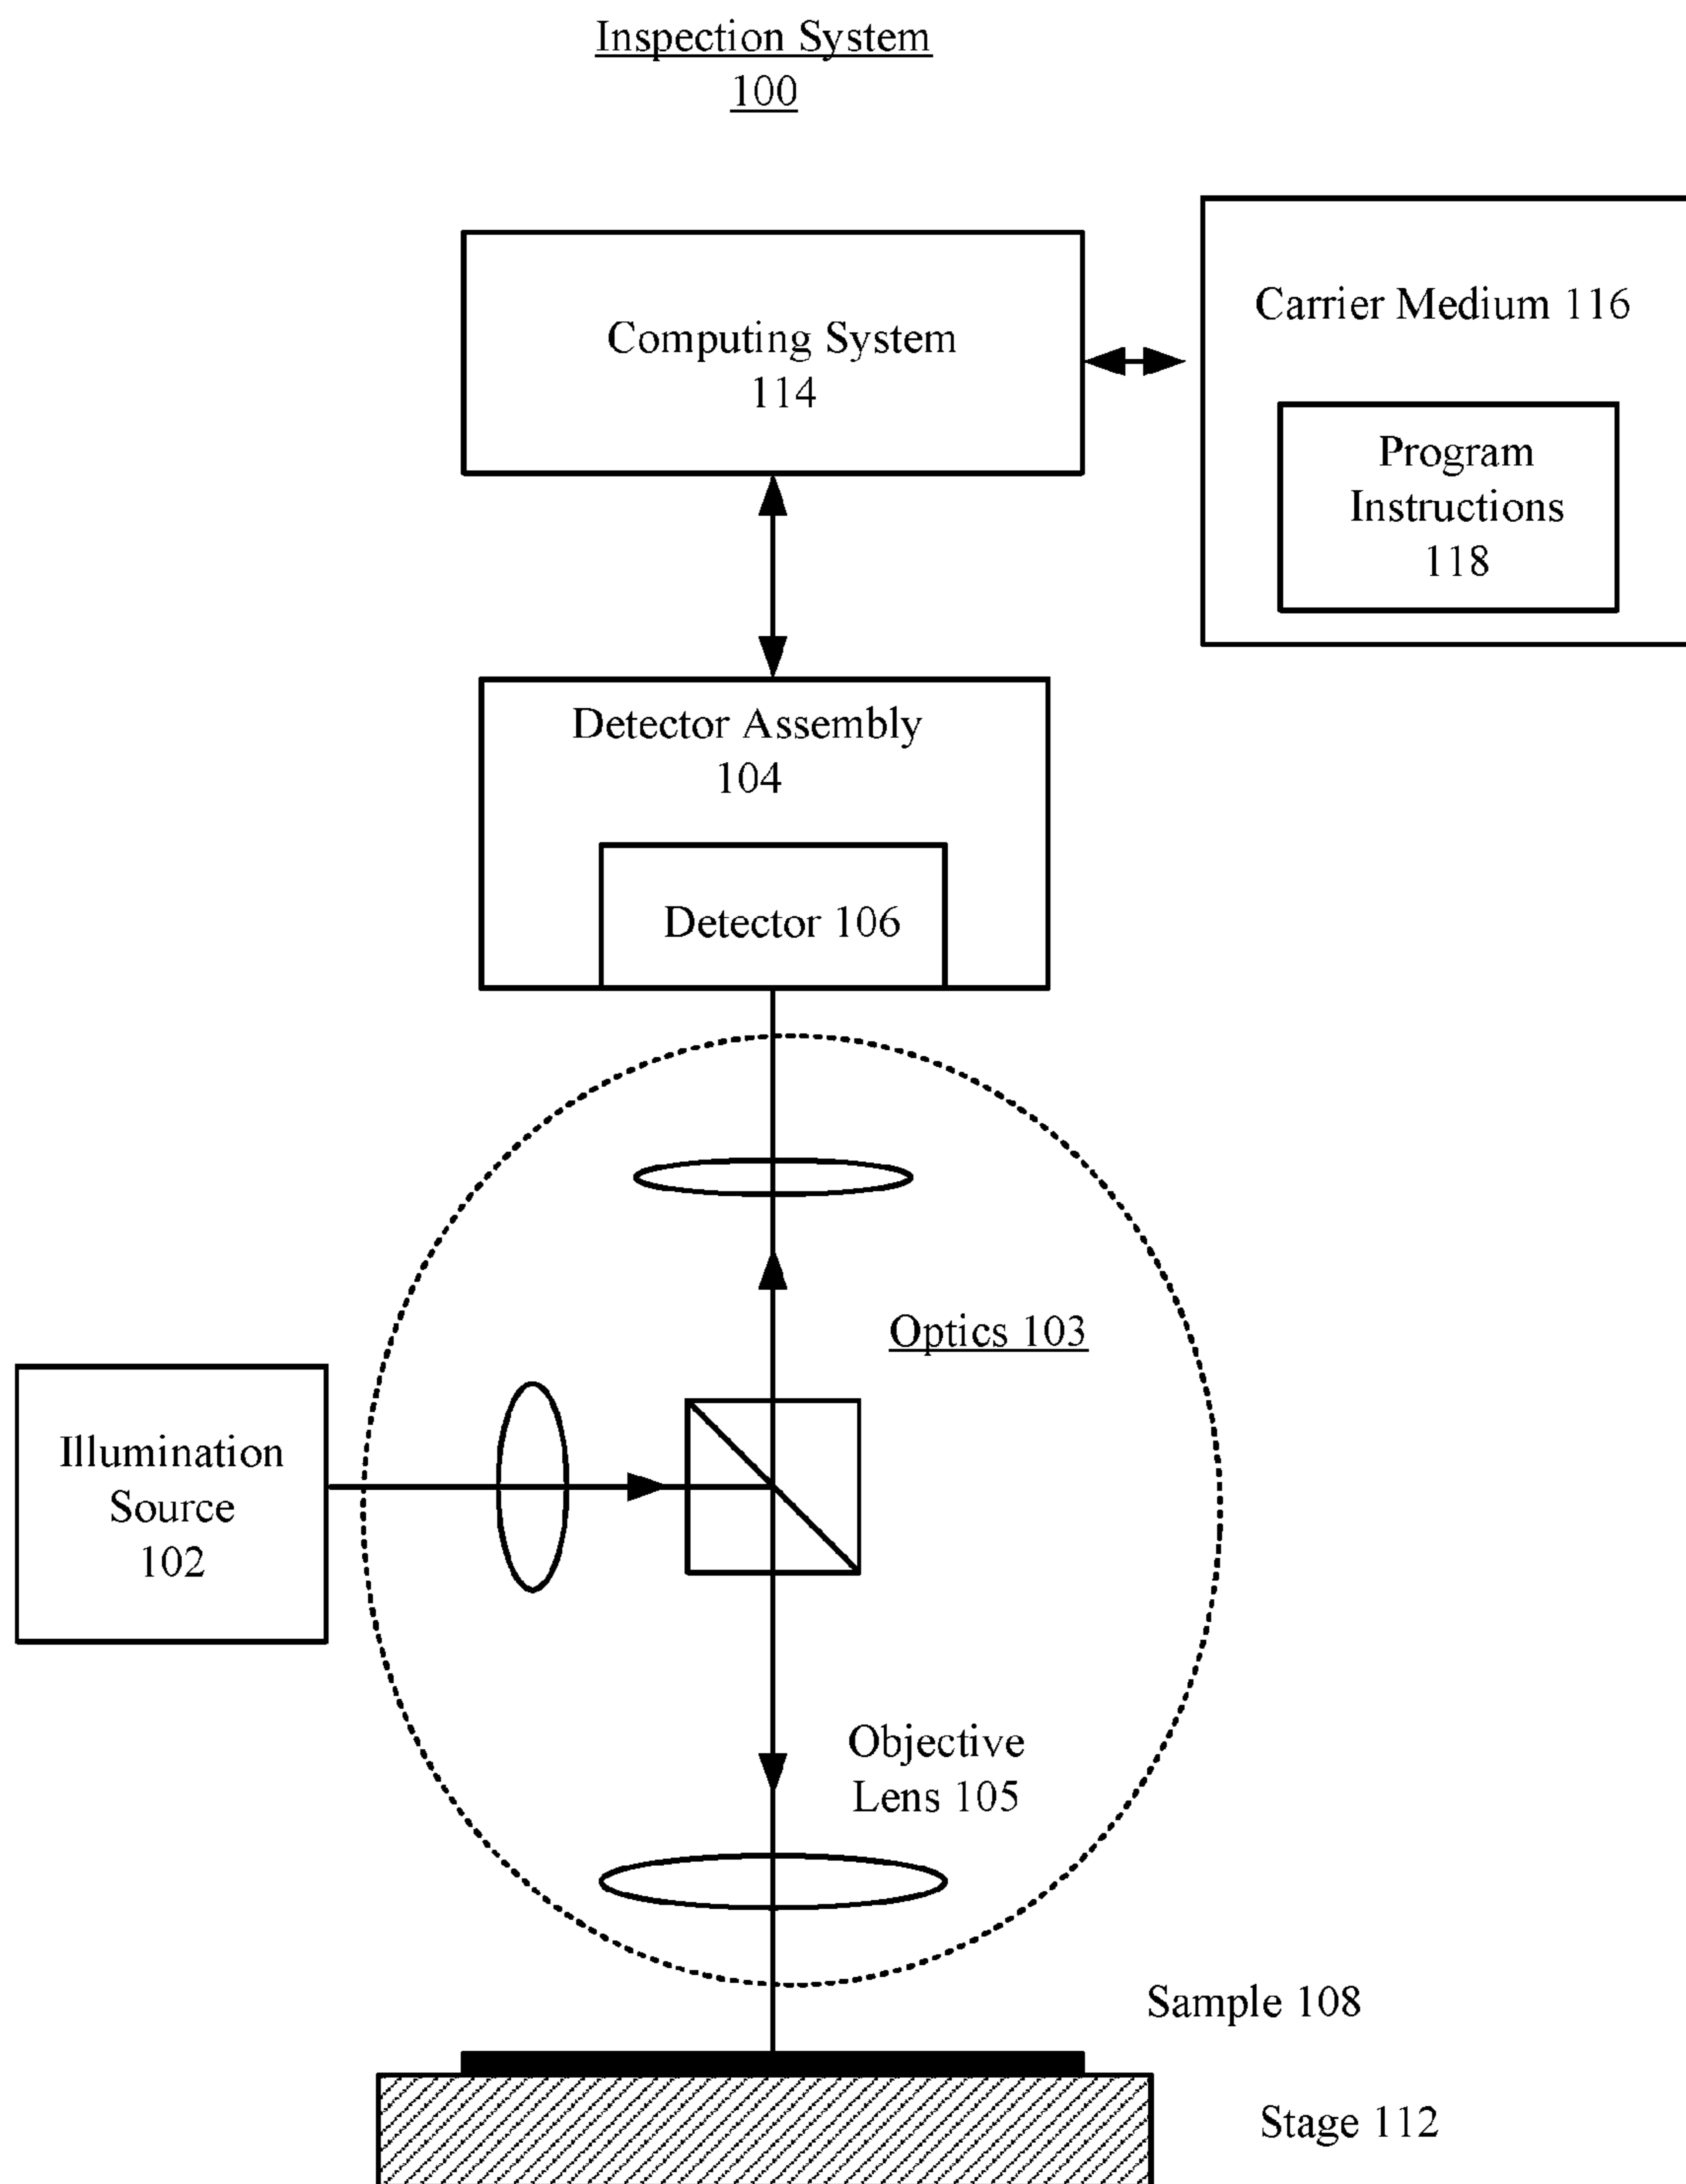 Inspection System
100
Computing System
114
Carrier Medium 116
Program
Instructions
118
Detector Assembly
104
Detector 106
Optics 103
Illumination
Source
102
Objective
Lens 105
Sample 108
Stage 112